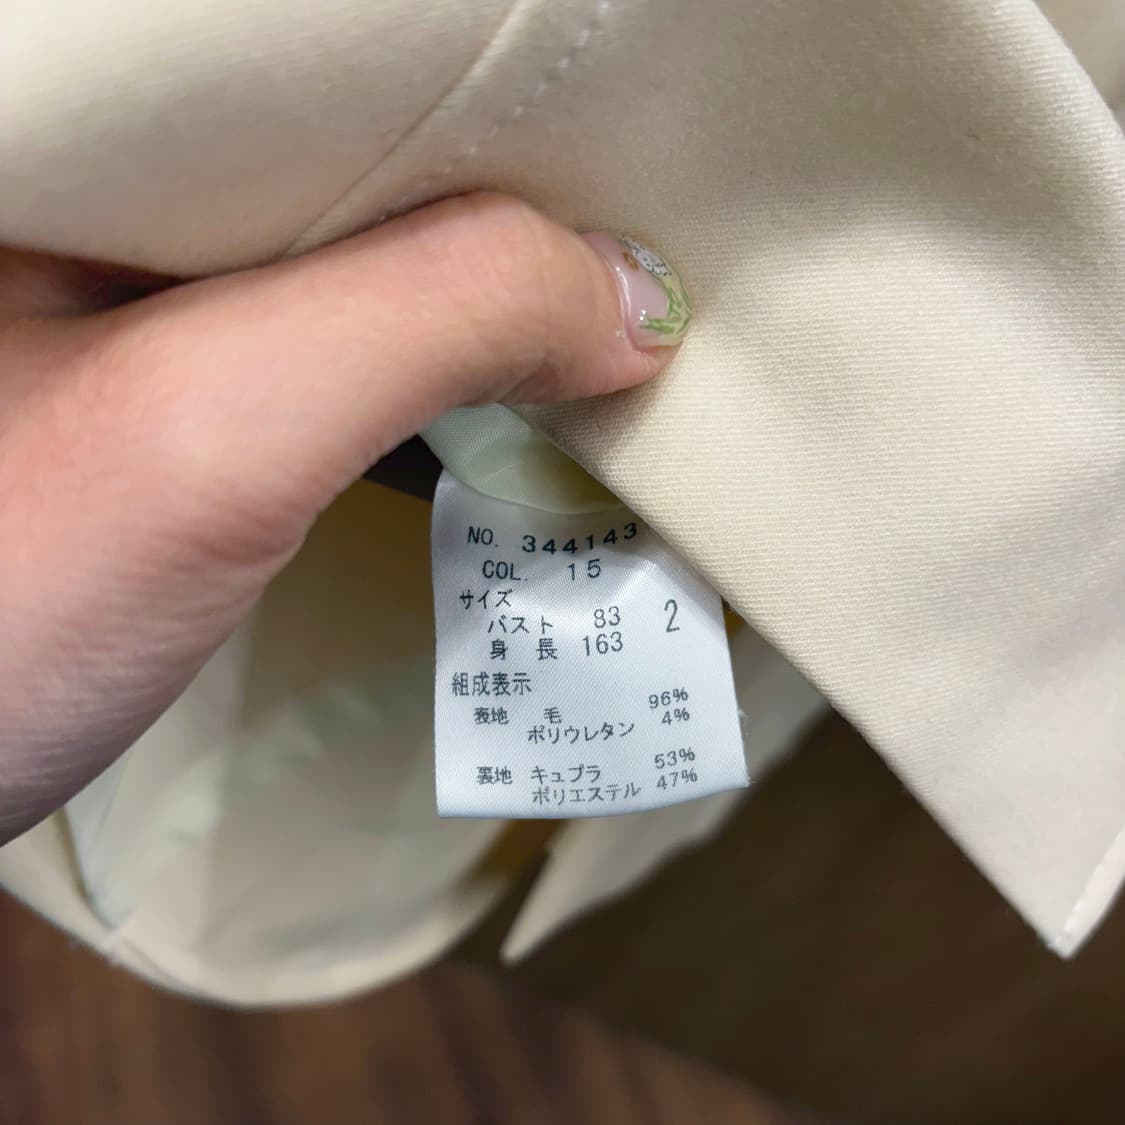 NO. 344143
COL. 15
サイズ
バスト 83 2
身長 163
組成表示
表地 毛 96%
ポリウレタン 4%
裏地 キュプラ 53%
ポリエステル 47%